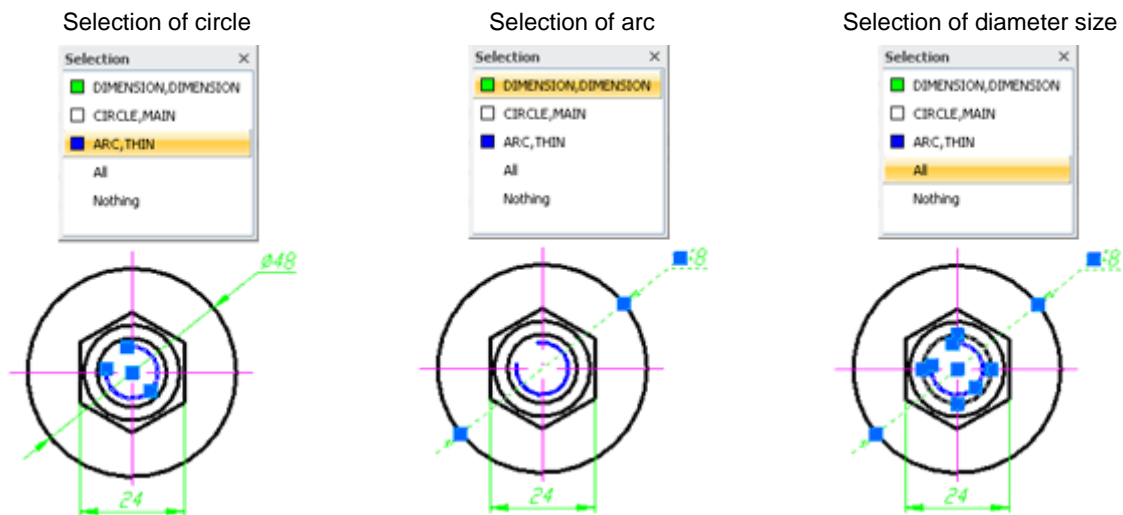 Selection of circle
Selection
DIMENSION,DIMENSION
CIRCLE,MAIN
ARC,THIN
All
Nothing
ø48
24
Selection of arc
Selection
DIMENSION,DIMENSION
CIRCLE,MAIN
ARC,THIN
All
Nothing
8
24
Selection of diameter size
Selection
DIMENSION,DIMENSION
CIRCLE,MAIN
ARC,THIN
All
Nothing
8
24